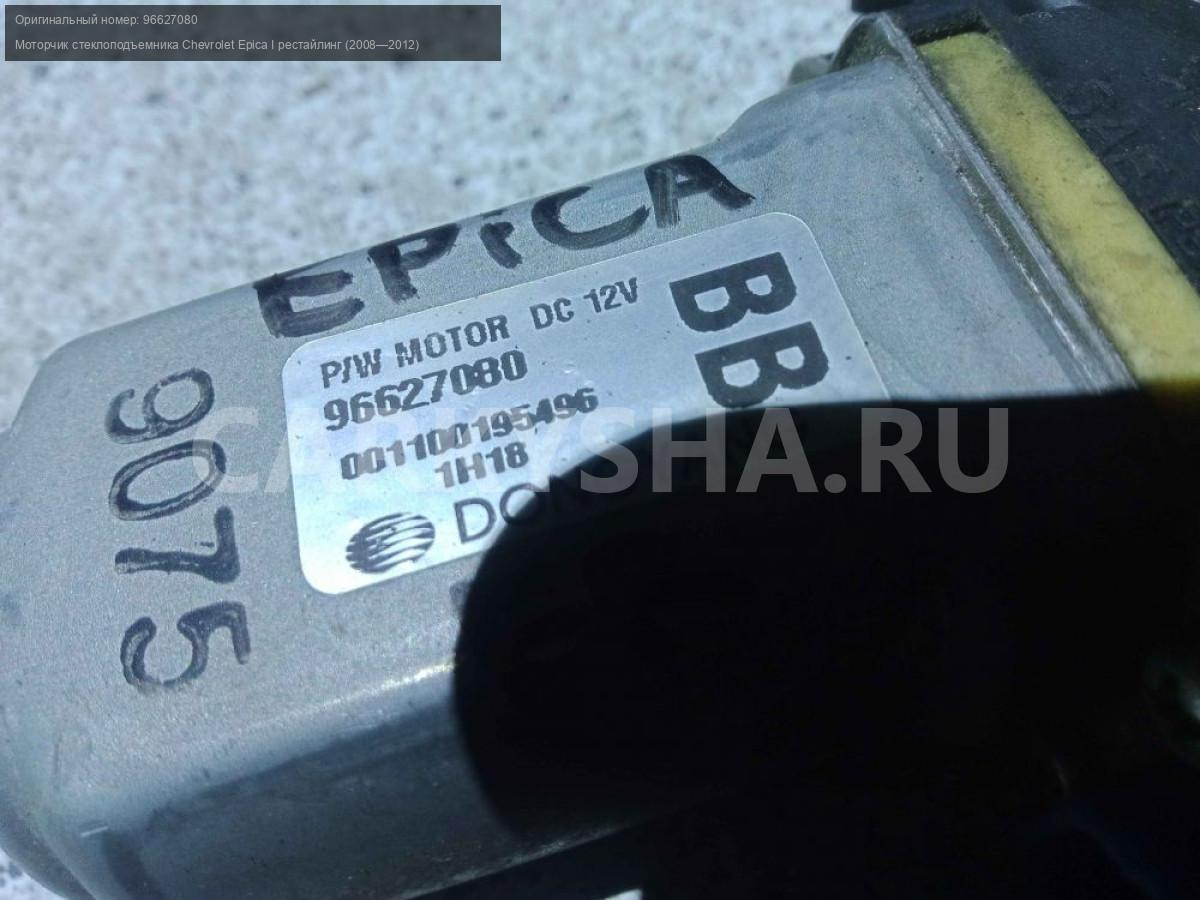 Оригинальный номер: 96627080
Моторчик стеклоподъемника Chevrolet Epica I рестайлинг (2008—2012)
EPiCA
BB
P/W MOTOR DC 12V
96627080
001100195496
1H18
9075